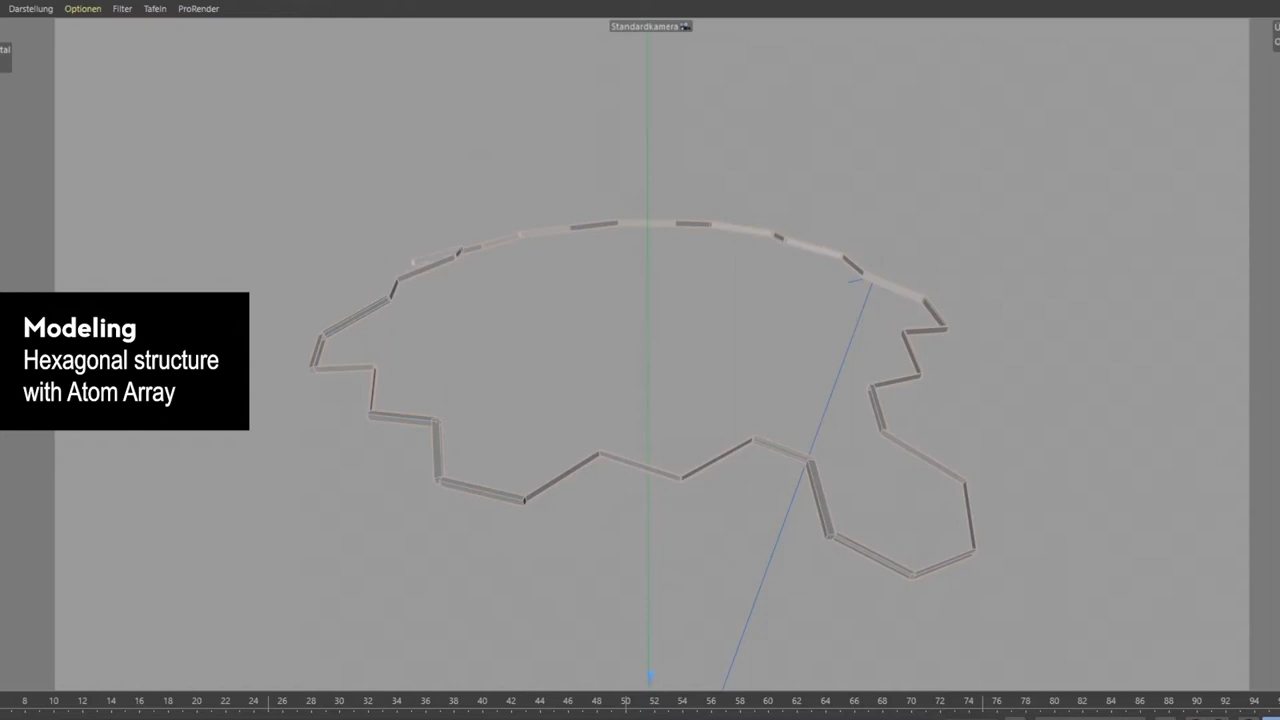 Darstellung Optionen Filter Tafeln ProRender
Standardkamera
tal
Modeling
Hexagonal structure
with Atom Array
8 10 12 14 16 18 20 22 24 26 28 30 32 34 36 38 40 42 44 46 48 50 52 54 56 58 60 62 64 66 68 70 72 74 76 78 80 82 84 86 88 90 92 94